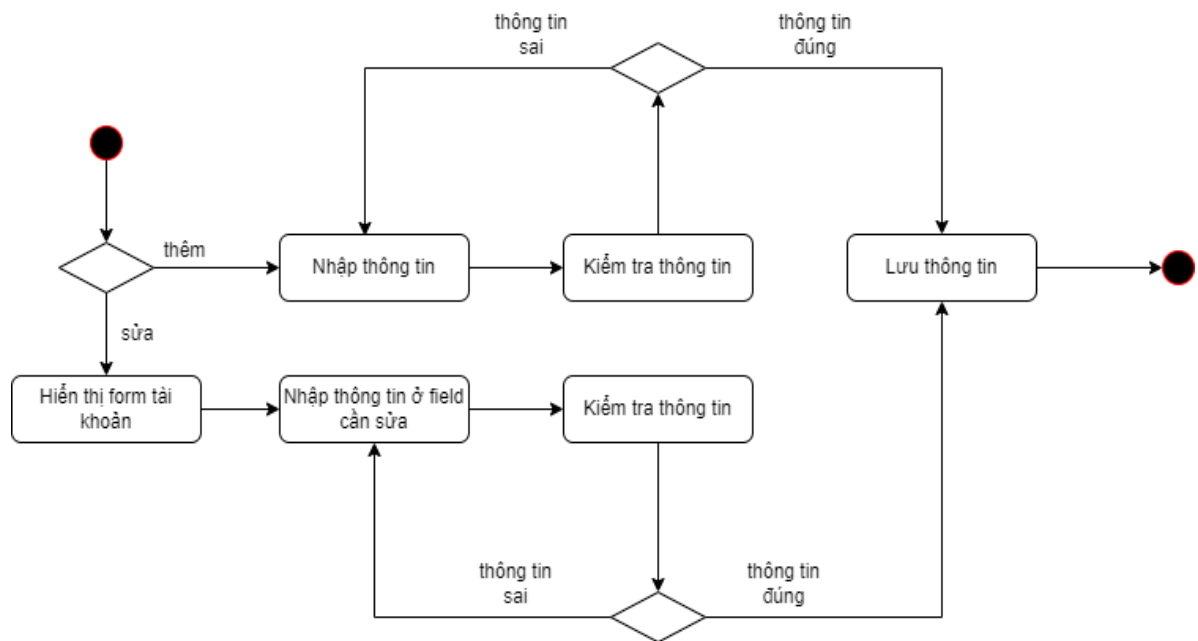 thông tin
sai
thông tin
đúng
thêm
Nhập thông tin
Kiểm tra thông tin
Lưu thông tin
sửa
Hiển thị form tài
khoản
Nhập thông tin ở field
cần sửa
Kiểm tra thông tin
thông tin
sai
thông tin
đúng